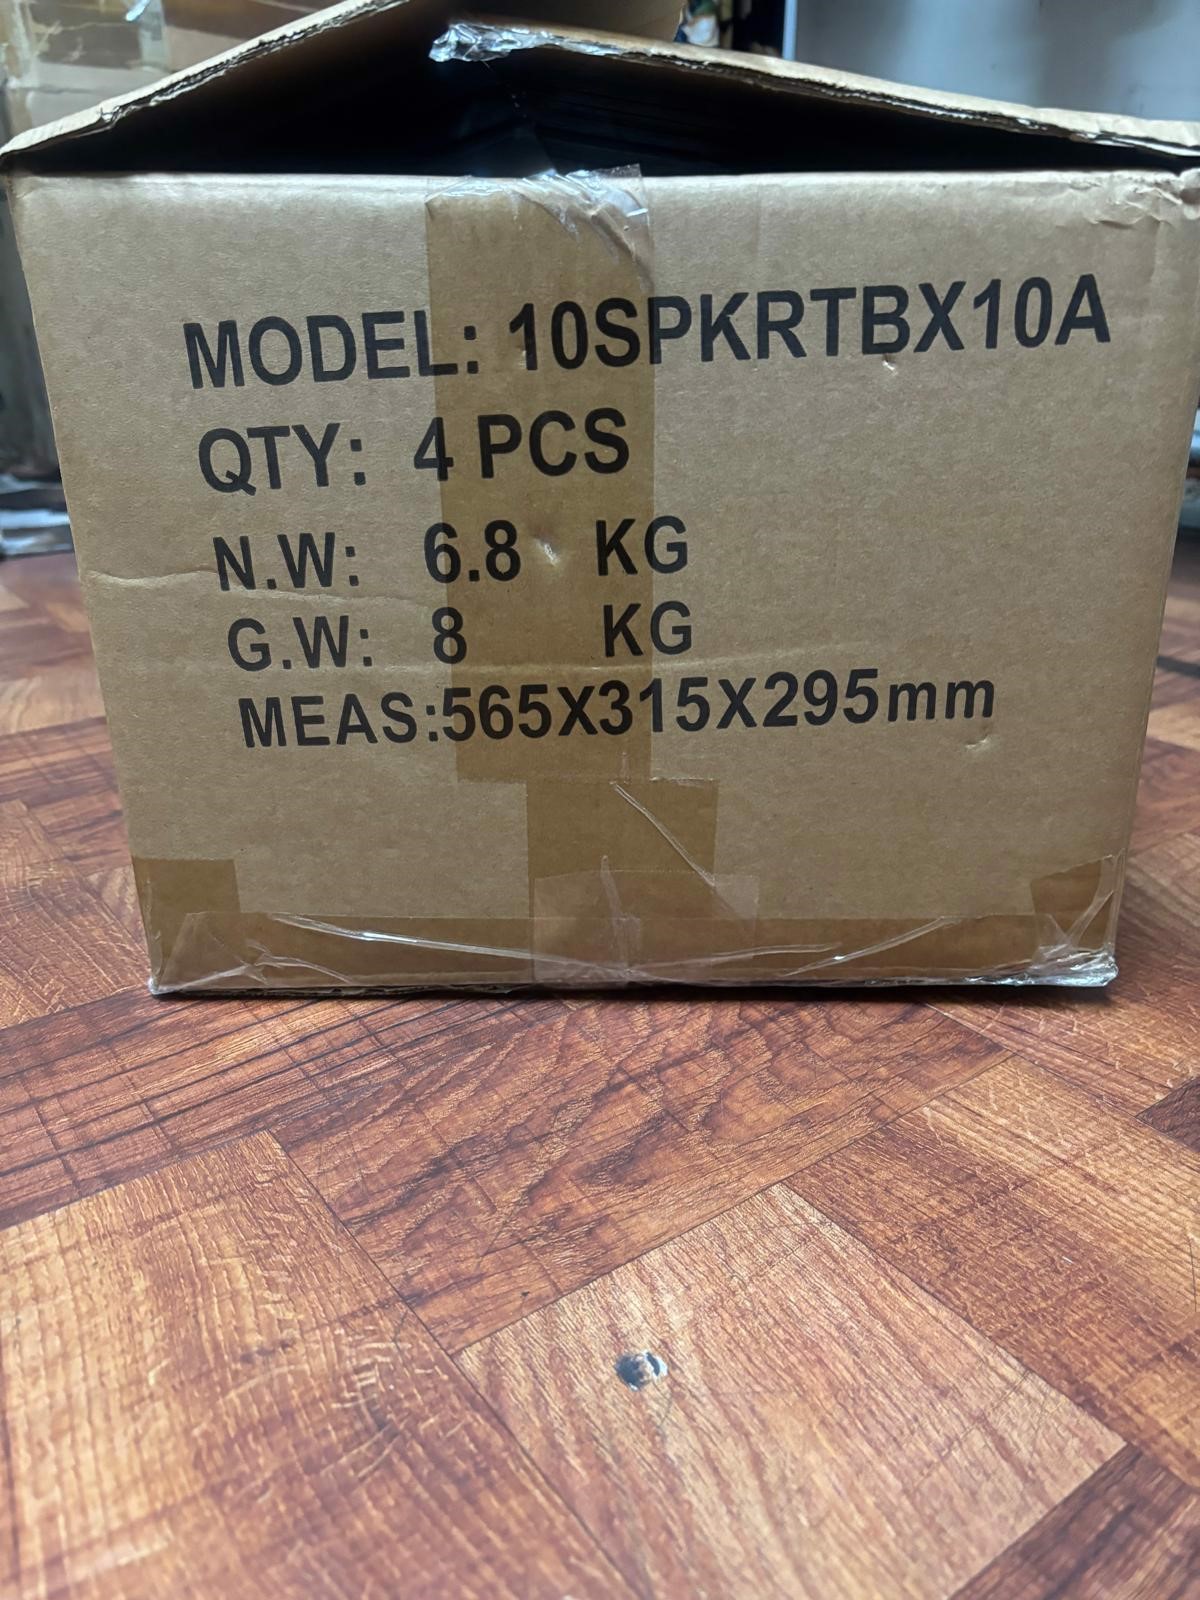 MODEL: 10SPKRTBX10A
QTY: 4 PCS
N.W: 6.8 KG
G.W: 8 KG
MEAS:565X315X295mm